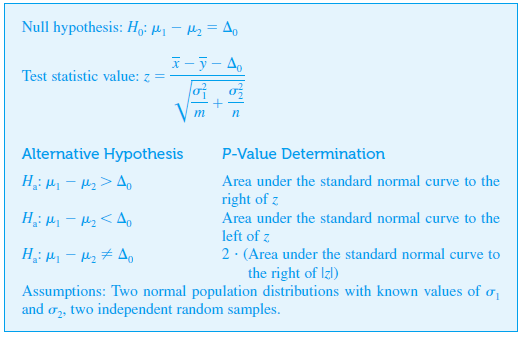 Null hypothesis: H₀: μ₁ − μ₂ = Δ₀
Test statistic value: z = (x̄ − ȳ − Δ₀) / √(σ₁²/m + σ₂²/n)
Alternative Hypothesis P-Value Determination
Hₐ: μ₁ − μ₂ > Δ₀ Area under the standard normal curve to the
right of z
Hₐ: μ₁ − μ₂ < Δ₀ Area under the standard normal curve to the
left of z
Hₐ: μ₁ − μ₂ ≠ Δ₀ 2 · (Area under the standard normal curve to
the right of |z|)
Assumptions: Two normal population distributions with known values of σ₁
and σ₂, two independent random samples.